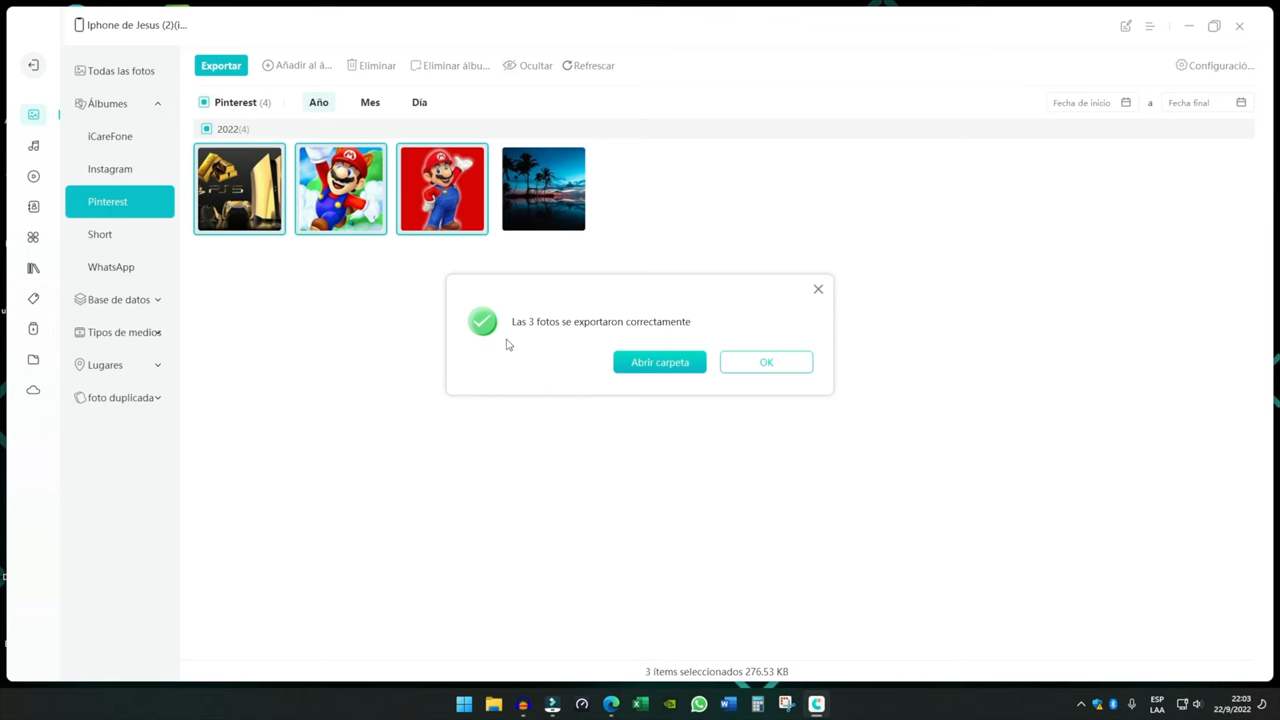 Iphone de Jesus (2)(i...
Exportar
Añadir al á...
Eliminar
Eliminar álbu...
Ocultar
Refrescar
Configuració...
Todas las fotos
Álbumes
iCareFone
Instagram
Pinterest
Short
WhatsApp
Base de datos
Tipos de medios
Lugares
foto duplicada
Pinterest (4)
Año
Mes
Día
Fecha de inicio
a
Fecha final
2022(4)
PS5
Las 3 fotos se exportaron correctamente
Abrir carpeta
OK
3 ítems seleccionados 276.53 KB
ESP
LAA
22:03
22/9/2022